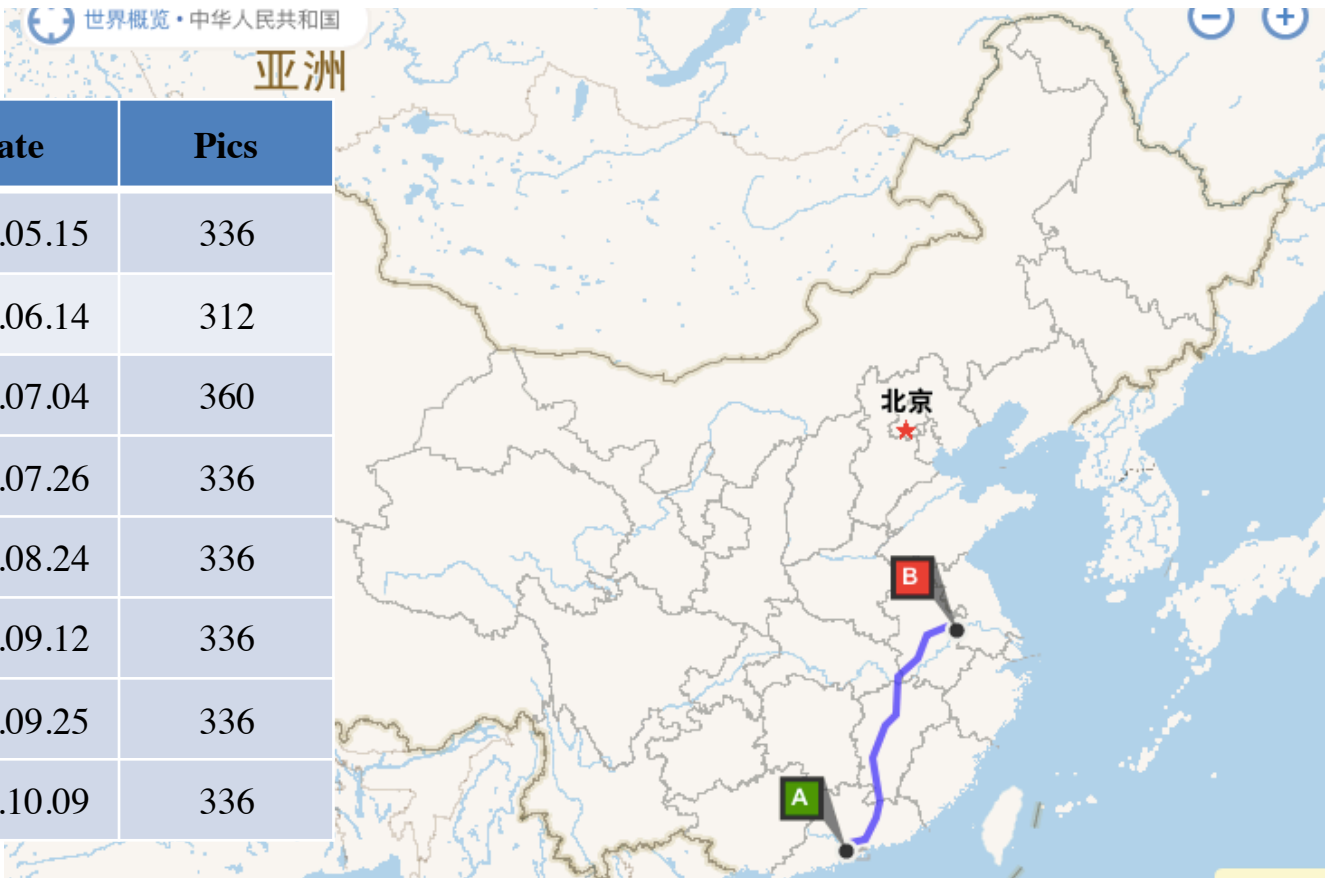 世界概览 • 中华人民共和国
亚洲
ate Pics
.05.15 336
.06.14 312
.07.04 360
.07.26 336
.08.24 336
.09.12 336
.09.25 336
.10.09 336
北京
B
A